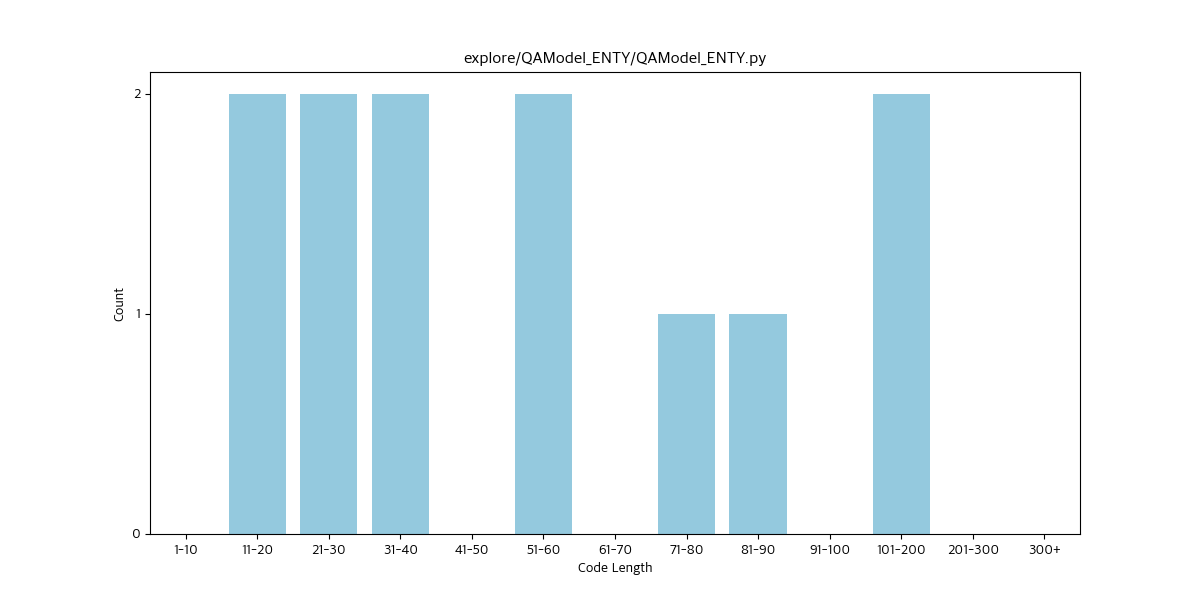 explore/QAModel_ENTY/QAModel_ENTY.py
Count
2
1
0
1-10 11-20 21-30 31-40 41-50 51-60 61-70 71-80 81-90 91-100 101-200 201-300 300+
Code Length